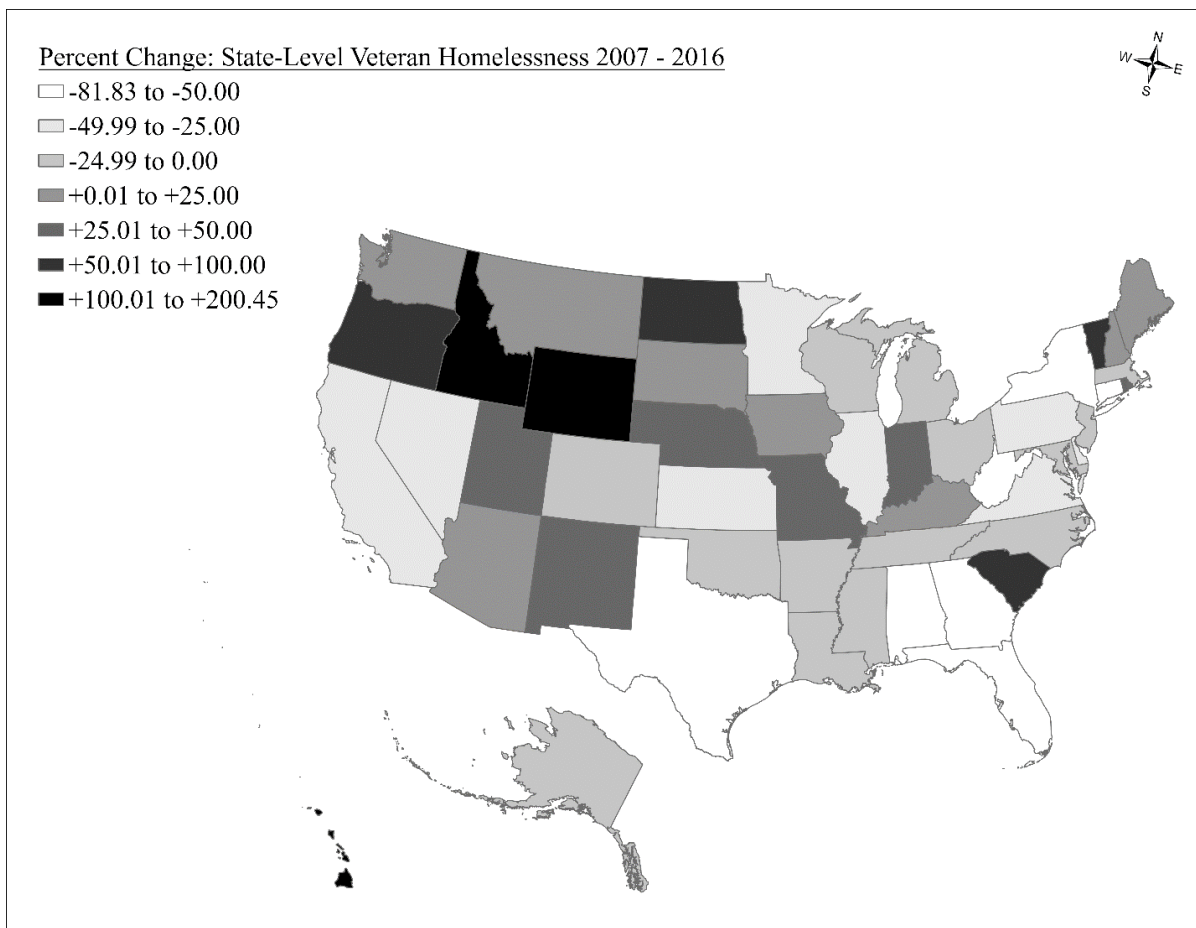 Percent Change: State-Level Veteran Homelessness 2007 - 2016
-81.83 to -50.00
-49.99 to -25.00
-24.99 to 0.00
+0.01 to +25.00
+25.01 to +50.00
+50.01 to +100.00
+100.01 to +200.45
N
W
E
S